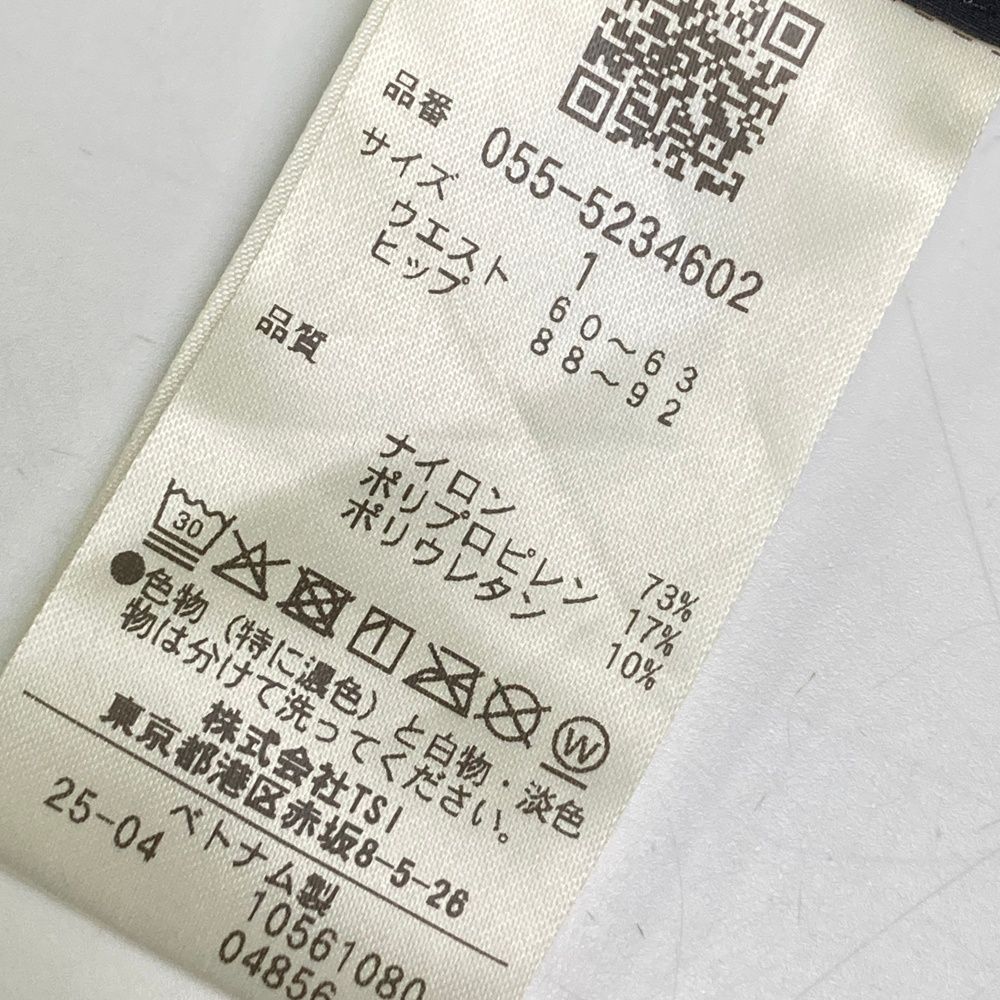 品番 055-5234602
サイズ 1
ウエスト 60～63
ヒップ 88～92
品質
ナイロン 73%
ポリプロピレン 17%
ポリウレタン 10%
30
W
●色物（特に濃色）と白物・淡色
物は分けて洗ってください。
株式会社TSI
東京都港区赤坂8-5-26
ベトナム製
25-04 10561080
04856